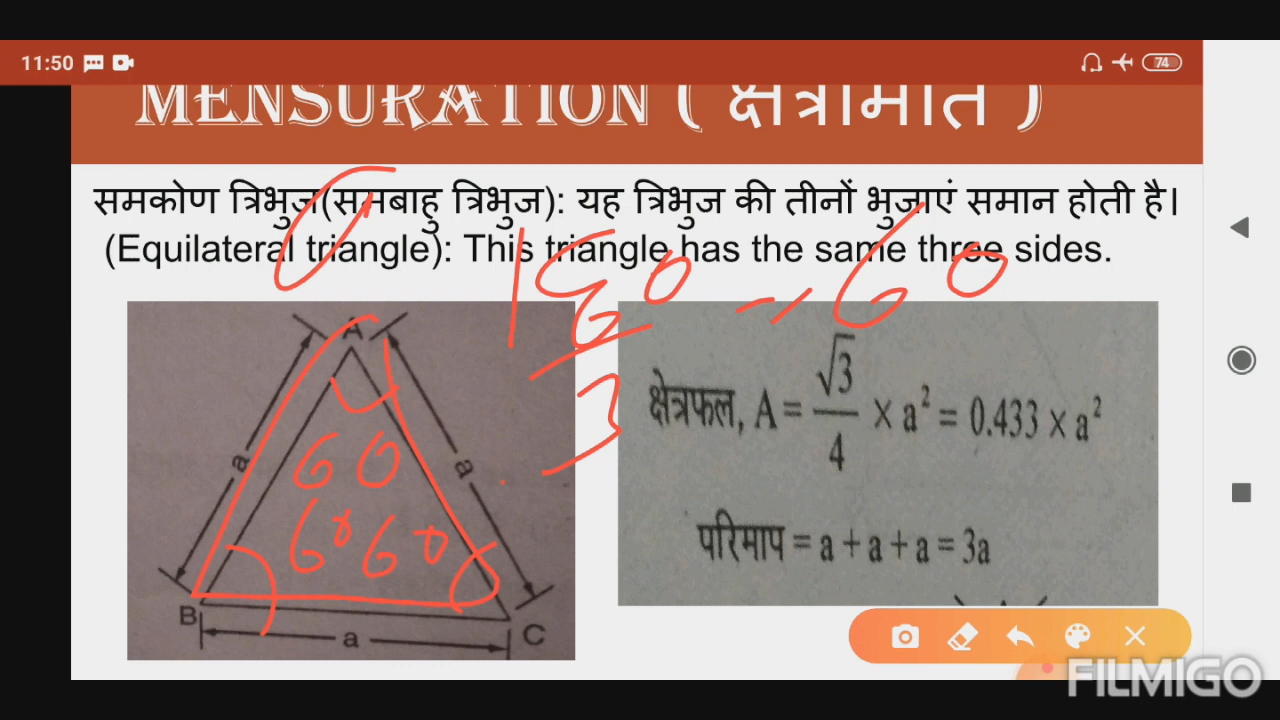 11:50 74
MENSURATION ( क्षेत्रमिति )
समकोण त्रिभुज(समबाहु त्रिभुज): यह त्रिभुज की तीनों भुजाएं समान होती है।
(Equilateral triangle): This triangle has the same three sides.
180 = 60
3
A
a a
60
60 60
B C
a
क्षेत्रफल, A = √3/4 × a² = 0.433 × a²
परिमाप = a + a + a = 3a
FILMIGO